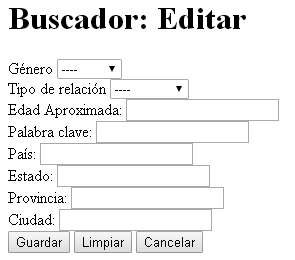 Buscador: Editar
Género ----
Tipo de relación ----
Edad Aproximada:
Palabra clave:
País:
Estado:
Provincia:
Ciudad:
Guardar Limpiar Cancelar